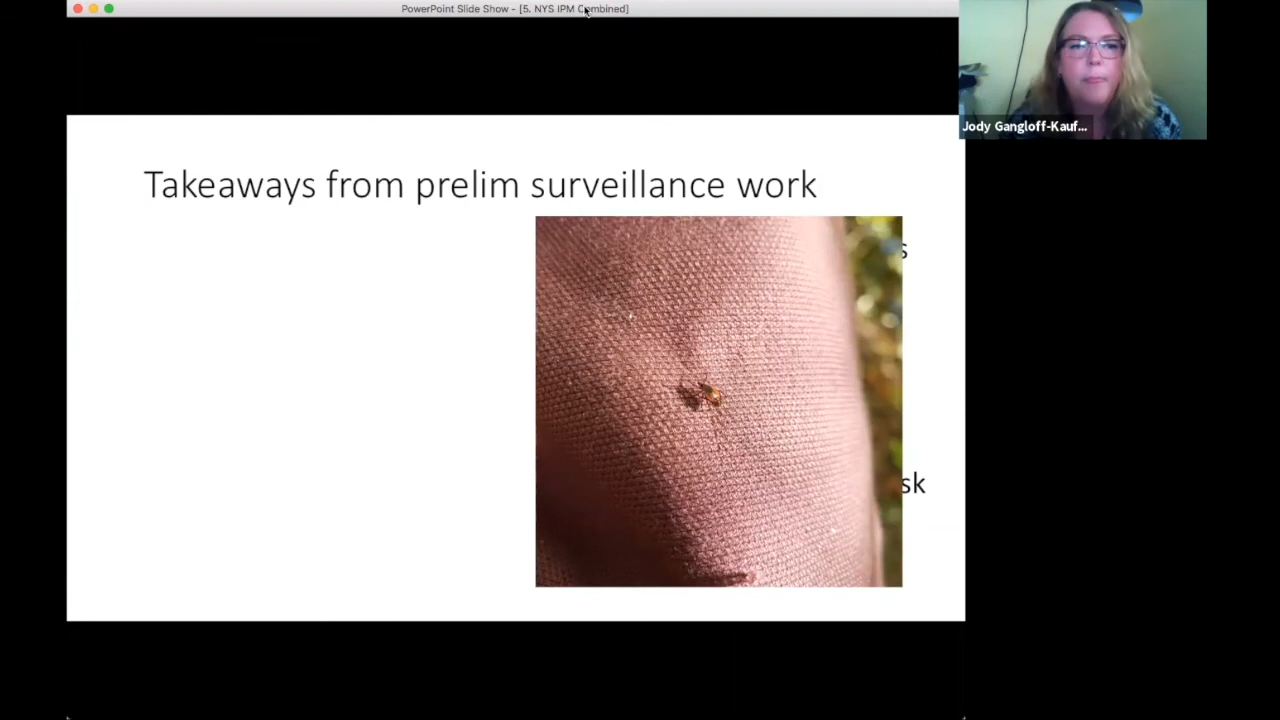 PowerPoint Slide Show - [5. NYS IPM Combined]
Jody Gangloff-Kauf...
Takeaways from prelim surveillance work
s
sk